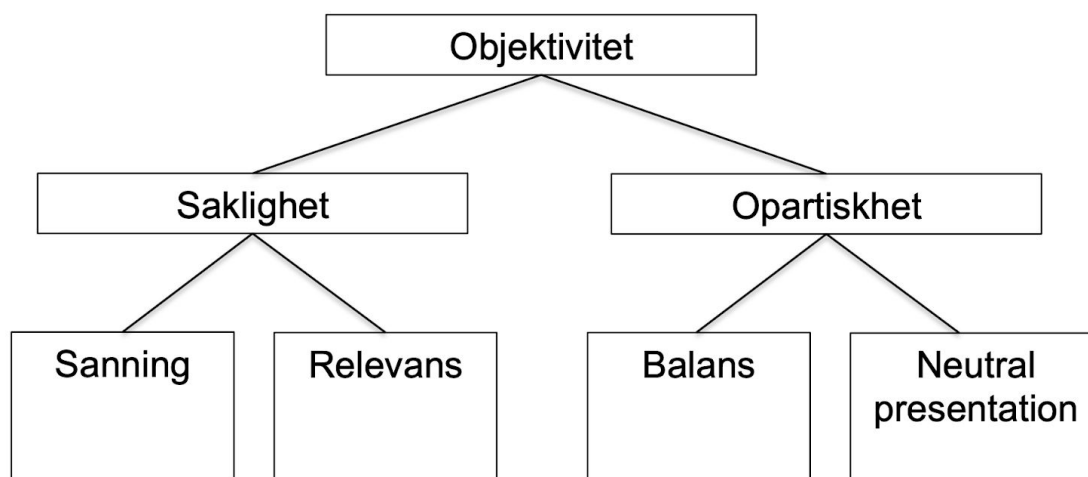 Objektivitet
Saklighet
Opartiskhet
Sanning
Relevans
Balans
Neutral
presentation